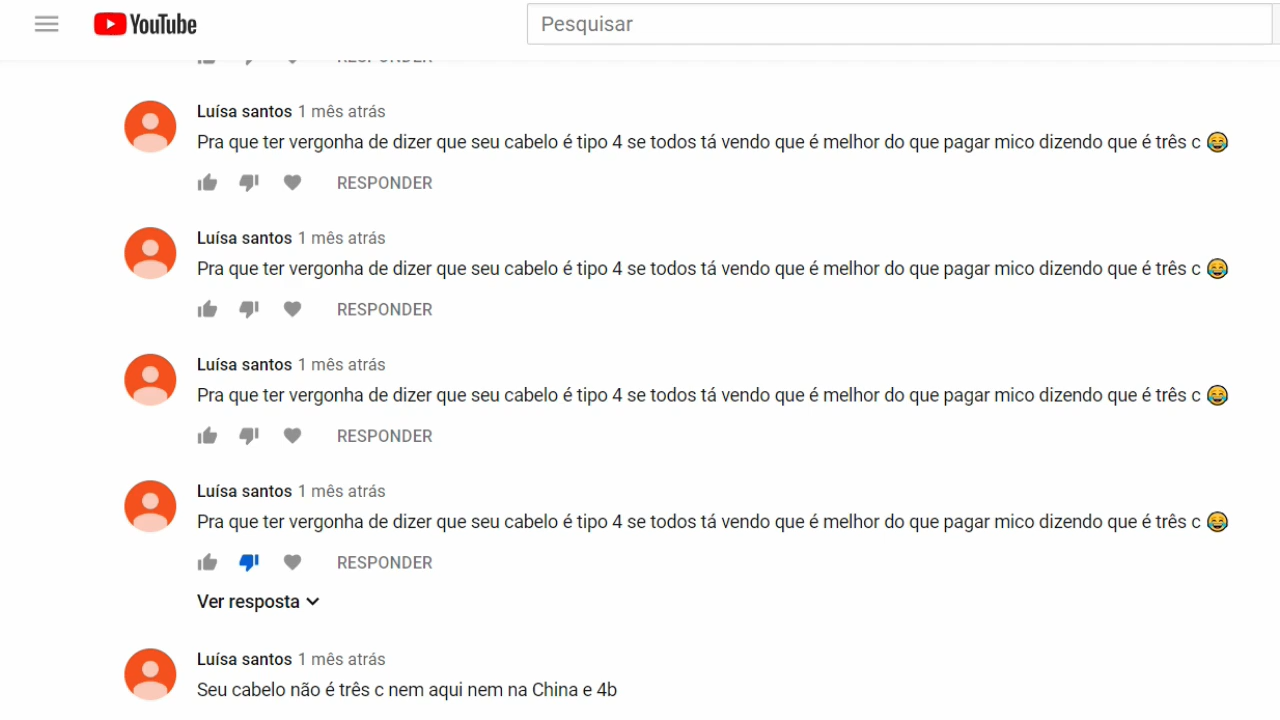 YouTube
Pesquisar
RESPONDER
Luísa santos 1 mês atrás
Pra que ter vergonha de dizer que seu cabelo é tipo 4 se todos tá vendo que é melhor do que pagar mico dizendo que é três c 😂
RESPONDER
Luísa santos 1 mês atrás
Pra que ter vergonha de dizer que seu cabelo é tipo 4 se todos tá vendo que é melhor do que pagar mico dizendo que é três c 😂
RESPONDER
Luísa santos 1 mês atrás
Pra que ter vergonha de dizer que seu cabelo é tipo 4 se todos tá vendo que é melhor do que pagar mico dizendo que é três c 😂
RESPONDER
Luísa santos 1 mês atrás
Pra que ter vergonha de dizer que seu cabelo é tipo 4 se todos tá vendo que é melhor do que pagar mico dizendo que é três c 😂
RESPONDER
Ver resposta
Luísa santos 1 mês atrás
Seu cabelo não é três c nem aqui nem na China e 4b